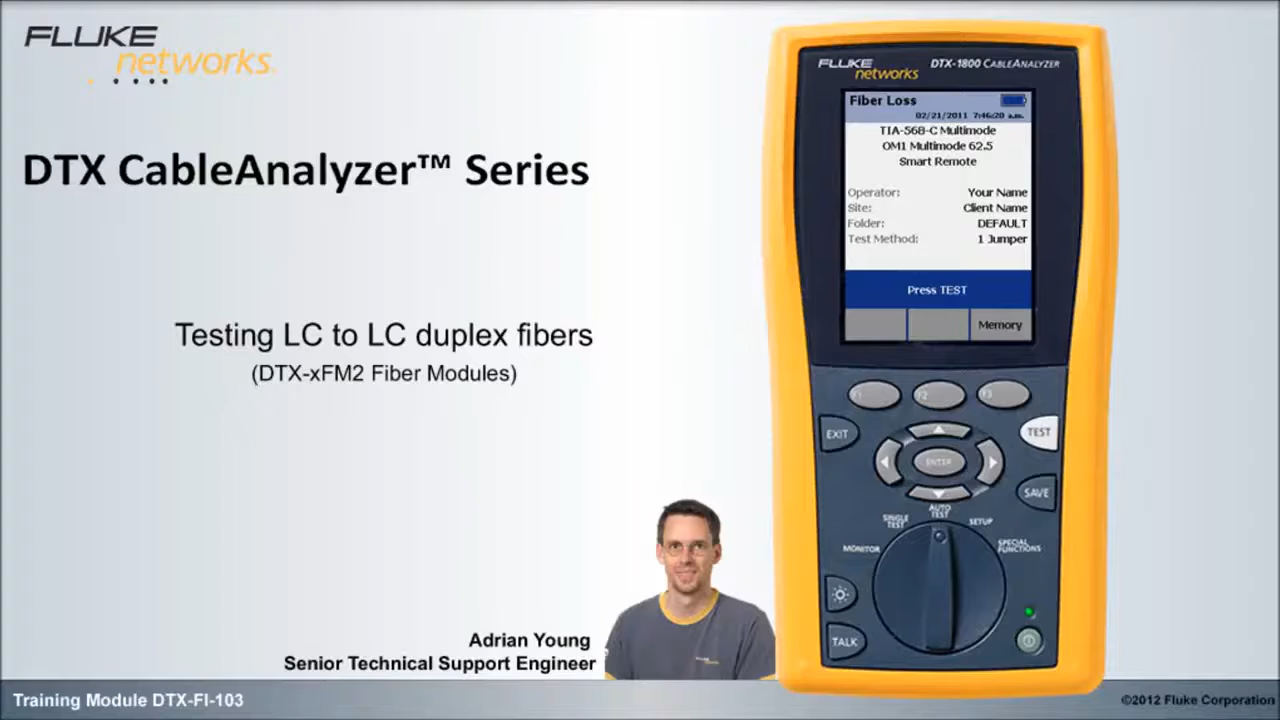 FLUKE
networks.
DTX CableAnalyzer™ Series
Testing LC to LC duplex fibers
(DTX-xFM2 Fiber Modules)
Adrian Young
Senior Technical Support Engineer
Training Module DTX-FI-103
©2012 Fluke Corporation
FLUKE
networks
DTX-1800 CABLEANALYZER
Fiber Loss
02/21/2011 7:46:20 a.m.
TIA-568-C Multimode
OM1 Multimode 62.5
Smart Remote
Operator: Your Name
Site: Client Name
Folder: DEFAULT
Test Method: 1 Jumper
Press TEST
Memory
F1 F2 F3
EXIT
TEST
ENTER
SAVE
MONITOR
SINGLE
TEST
AUTO
TEST
SETUP
SPECIAL
FUNCTIONS
TALK